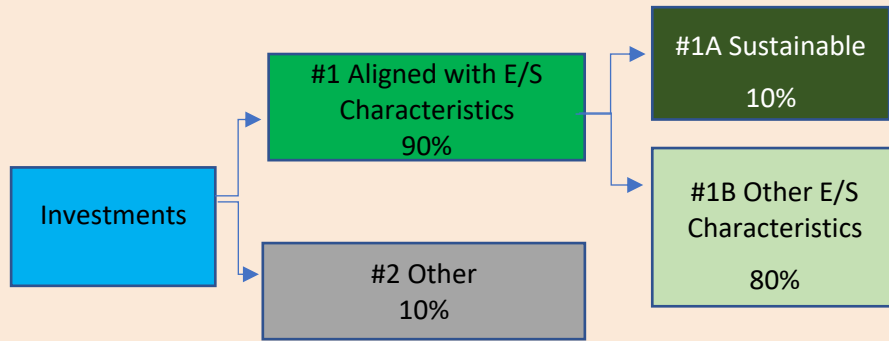 Investments
#1 Aligned with E/S
Characteristics
90%
#2 Other
10%
#1A Sustainable
10%
#1B Other E/S
Characteristics
80%